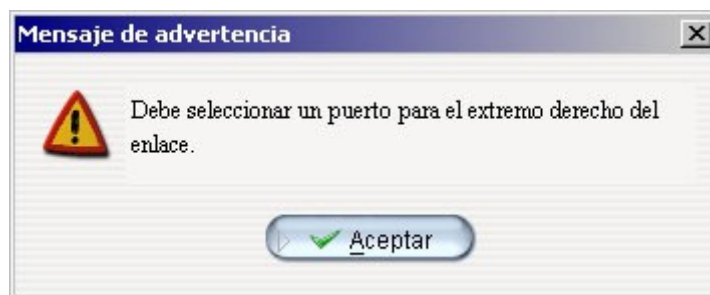 Mensaje de advertencia
Debe seleccionar un puerto para el extremo derecho del
enlace.
Aceptar